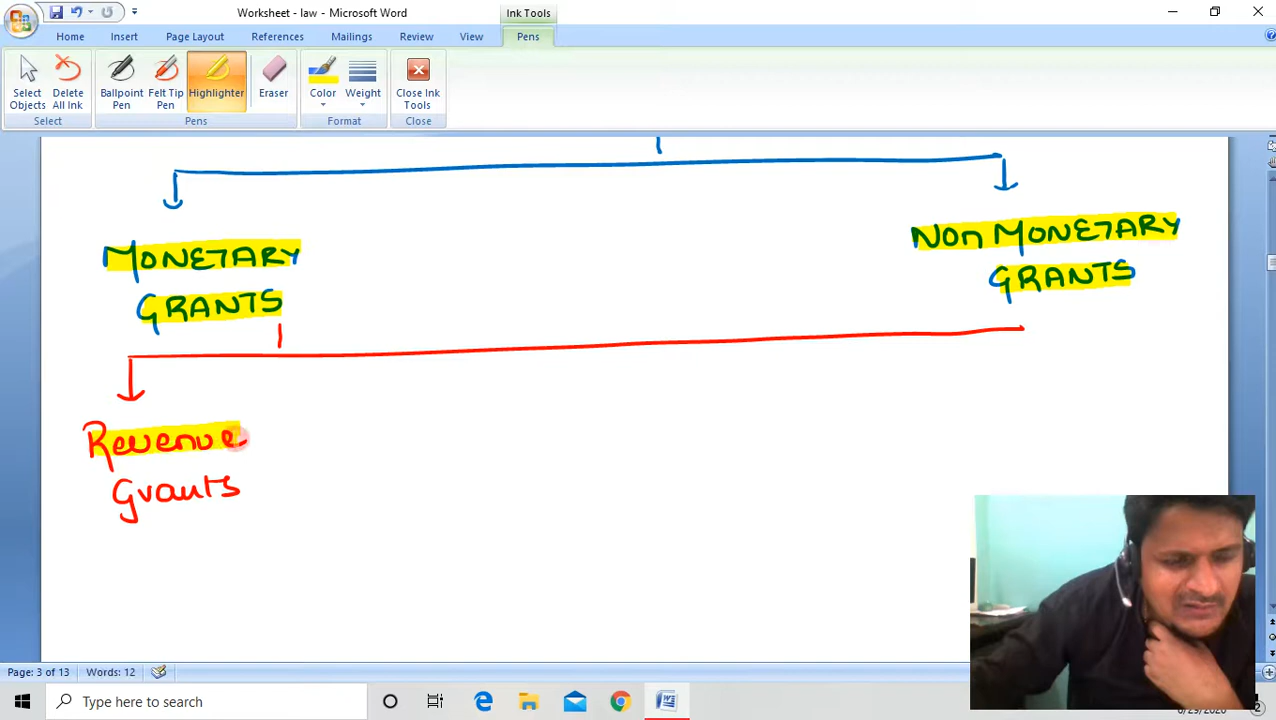 Worksheet - law - Microsoft Word
Ink Tools
Home Insert Page Layout References Mailings Review View Pens
Select Objects
Delete All Ink
Ballpoint Pen
Felt Tip Pen
Highlighter
Eraser
Color
Weight
Close Ink Tools
Select Pens Format Close
MONETARY
GRANTS
NON MONETARY
GRANTS
Revenue
Grants
Page: 3 of 13 Words: 12
Type here to search